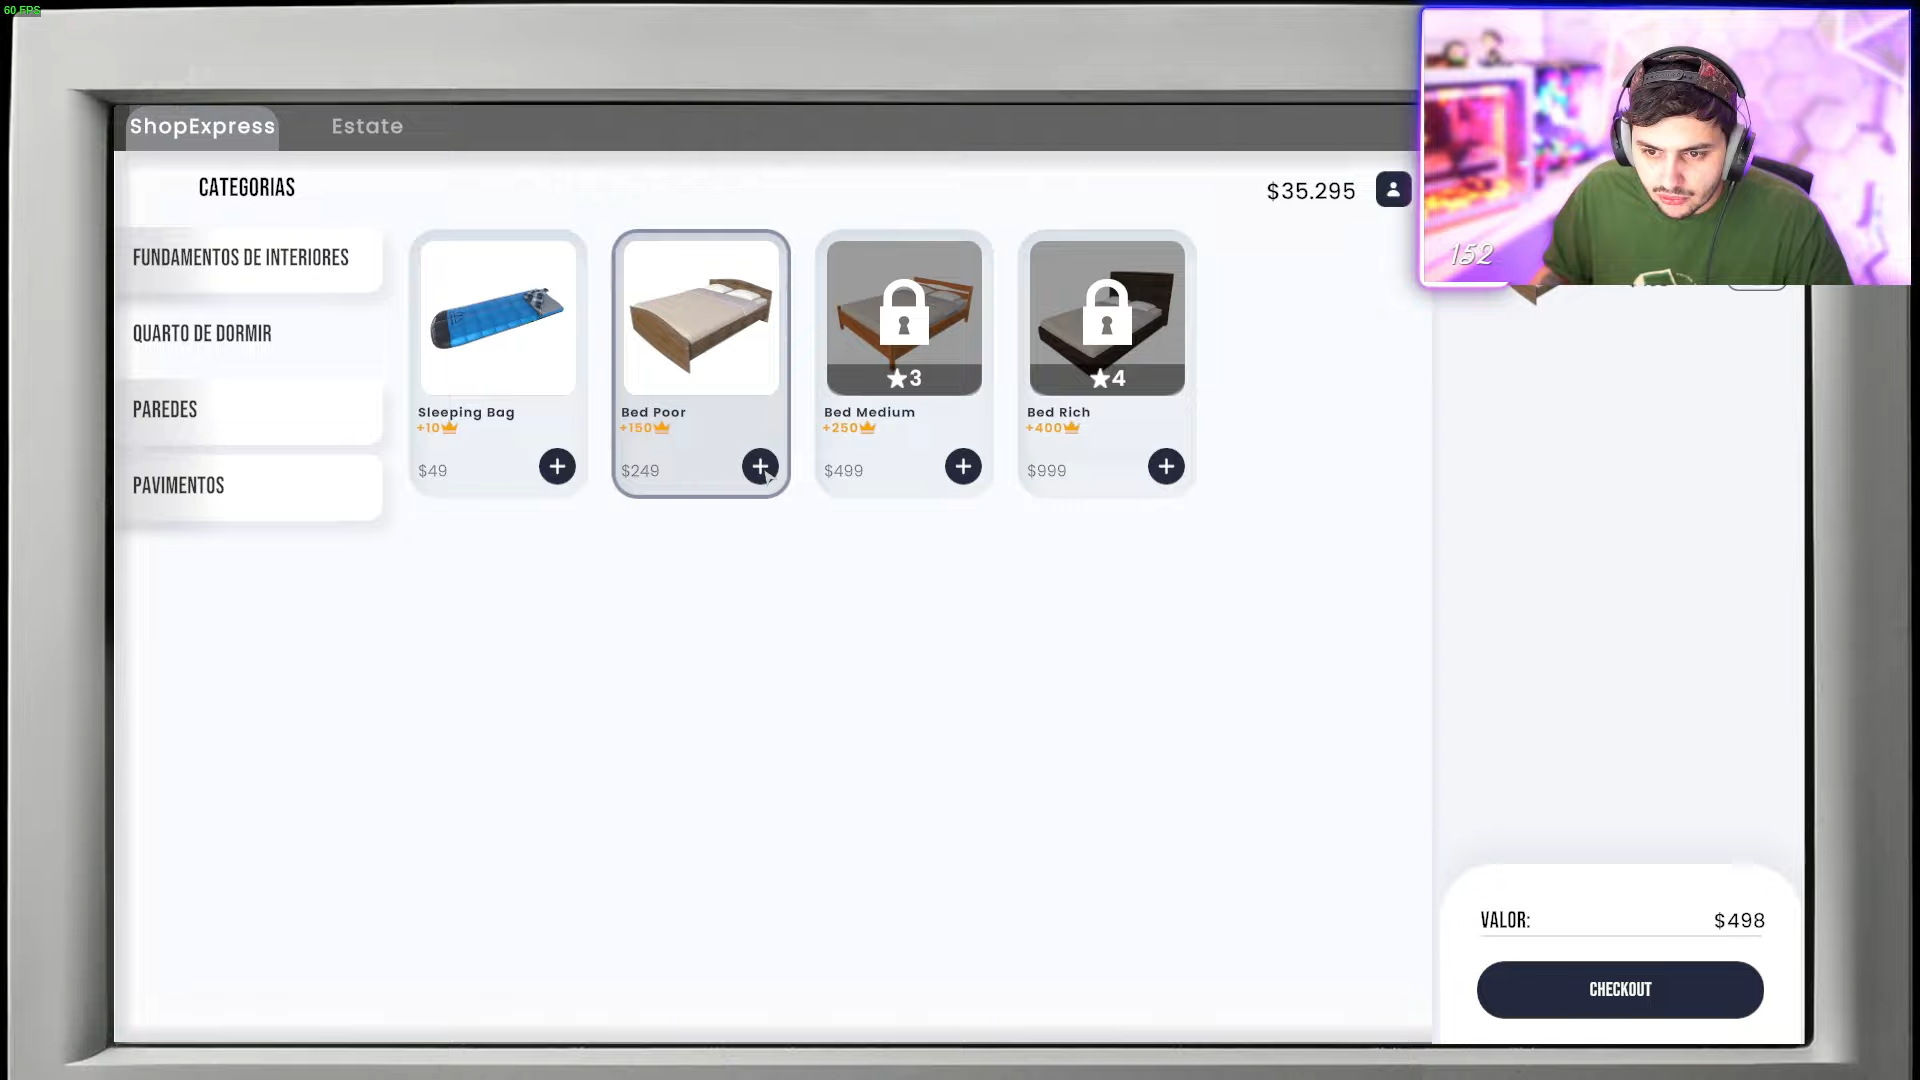 60 FPS
ShopExpress
Estate
CATEGORIAS
$35.295
152
FUNDAMENTOS DE INTERIORES
QUARTO DE DORMIR
PAREDES
PAVIMENTOS
★3
★4
Sleeping Bag
Bed Poor
Bed Medium
Bed Rich
+10
+150
+250
+400
$49
$249
$499
$999
VALOR:
$498
CHECKOUT